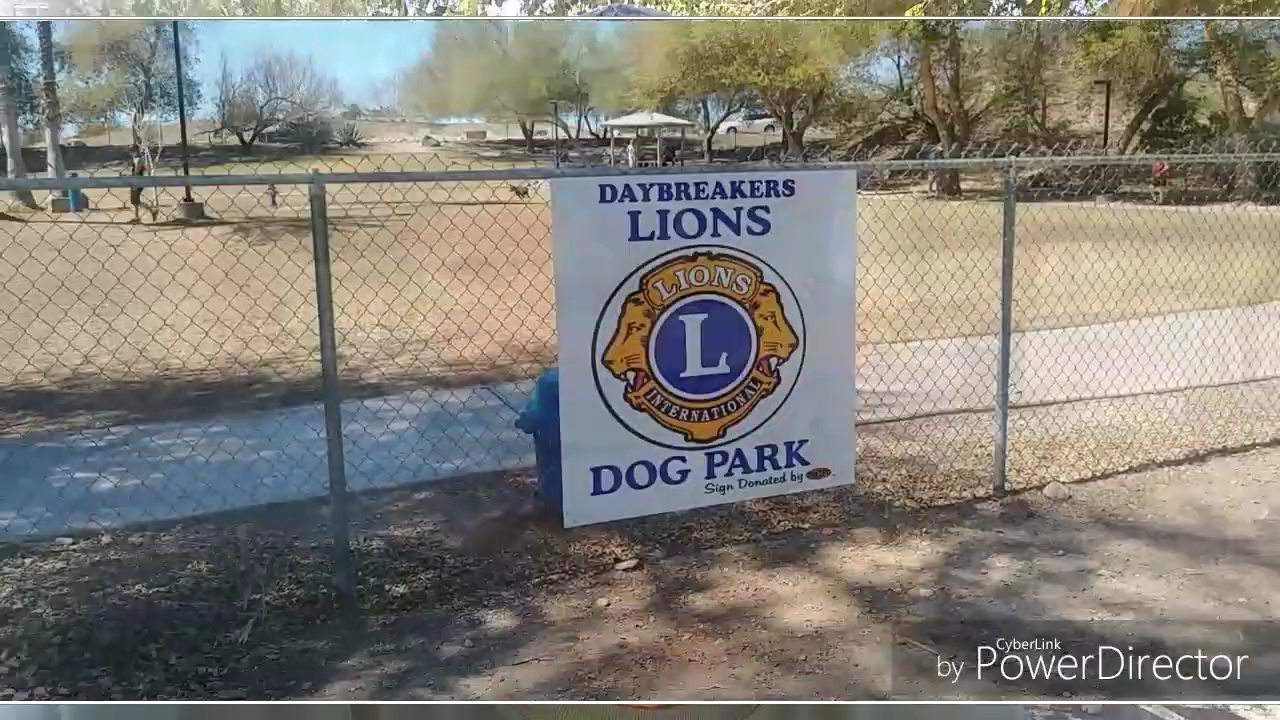 DAYBREAKERS
LIONS
LIONS
L
INTERNATIONAL
DOG PARK
Sign Donated by
CyberLink
by PowerDirector